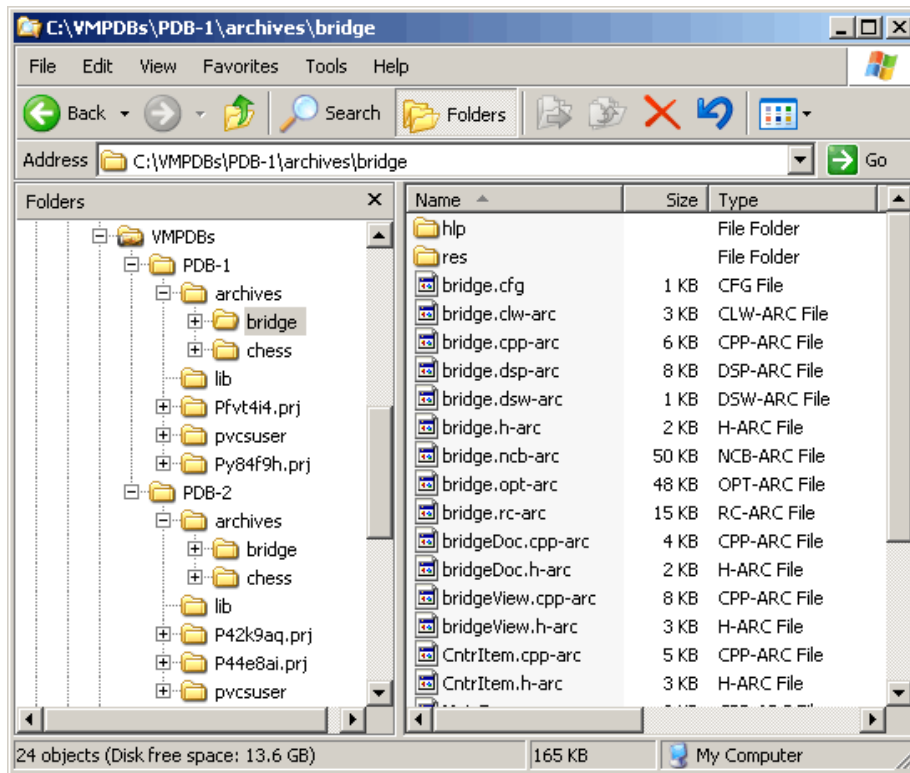 C:\VMPDBs\PDB-1\archives\bridge
File Edit View Favorites Tools Help
Back Search Folders
Address C:\VMPDBs\PDB-1\archives\bridge Go
Folders
VMPDBs
PDB-1
archives
bridge
chess
lib
Pfvt4i4.prj
pvcsuser
Py84f9h.prj
PDB-2
archives
bridge
chess
lib
P42k9aq.prj
P44e8ai.prj
pvcsuser
Name Size Type
hlp File Folder
res File Folder
bridge.cfg 1 KB CFG File
bridge.clw-arc 3 KB CLW-ARC File
bridge.cpp-arc 6 KB CPP-ARC File
bridge.dsp-arc 8 KB DSP-ARC File
bridge.dsw-arc 1 KB DSW-ARC File
bridge.h-arc 2 KB H-ARC File
bridge.ncb-arc 50 KB NCB-ARC File
bridge.opt-arc 48 KB OPT-ARC File
bridge.rc-arc 15 KB RC-ARC File
bridgeDoc.cpp-arc 4 KB CPP-ARC File
bridgeDoc.h-arc 2 KB H-ARC File
bridgeView.cpp-arc 8 KB CPP-ARC File
bridgeView.h-arc 3 KB H-ARC File
CntrItem.cpp-arc 5 KB CPP-ARC File
CntrItem.h-arc 3 KB H-ARC File
24 objects (Disk free space: 13.6 GB) 165 KB My Computer